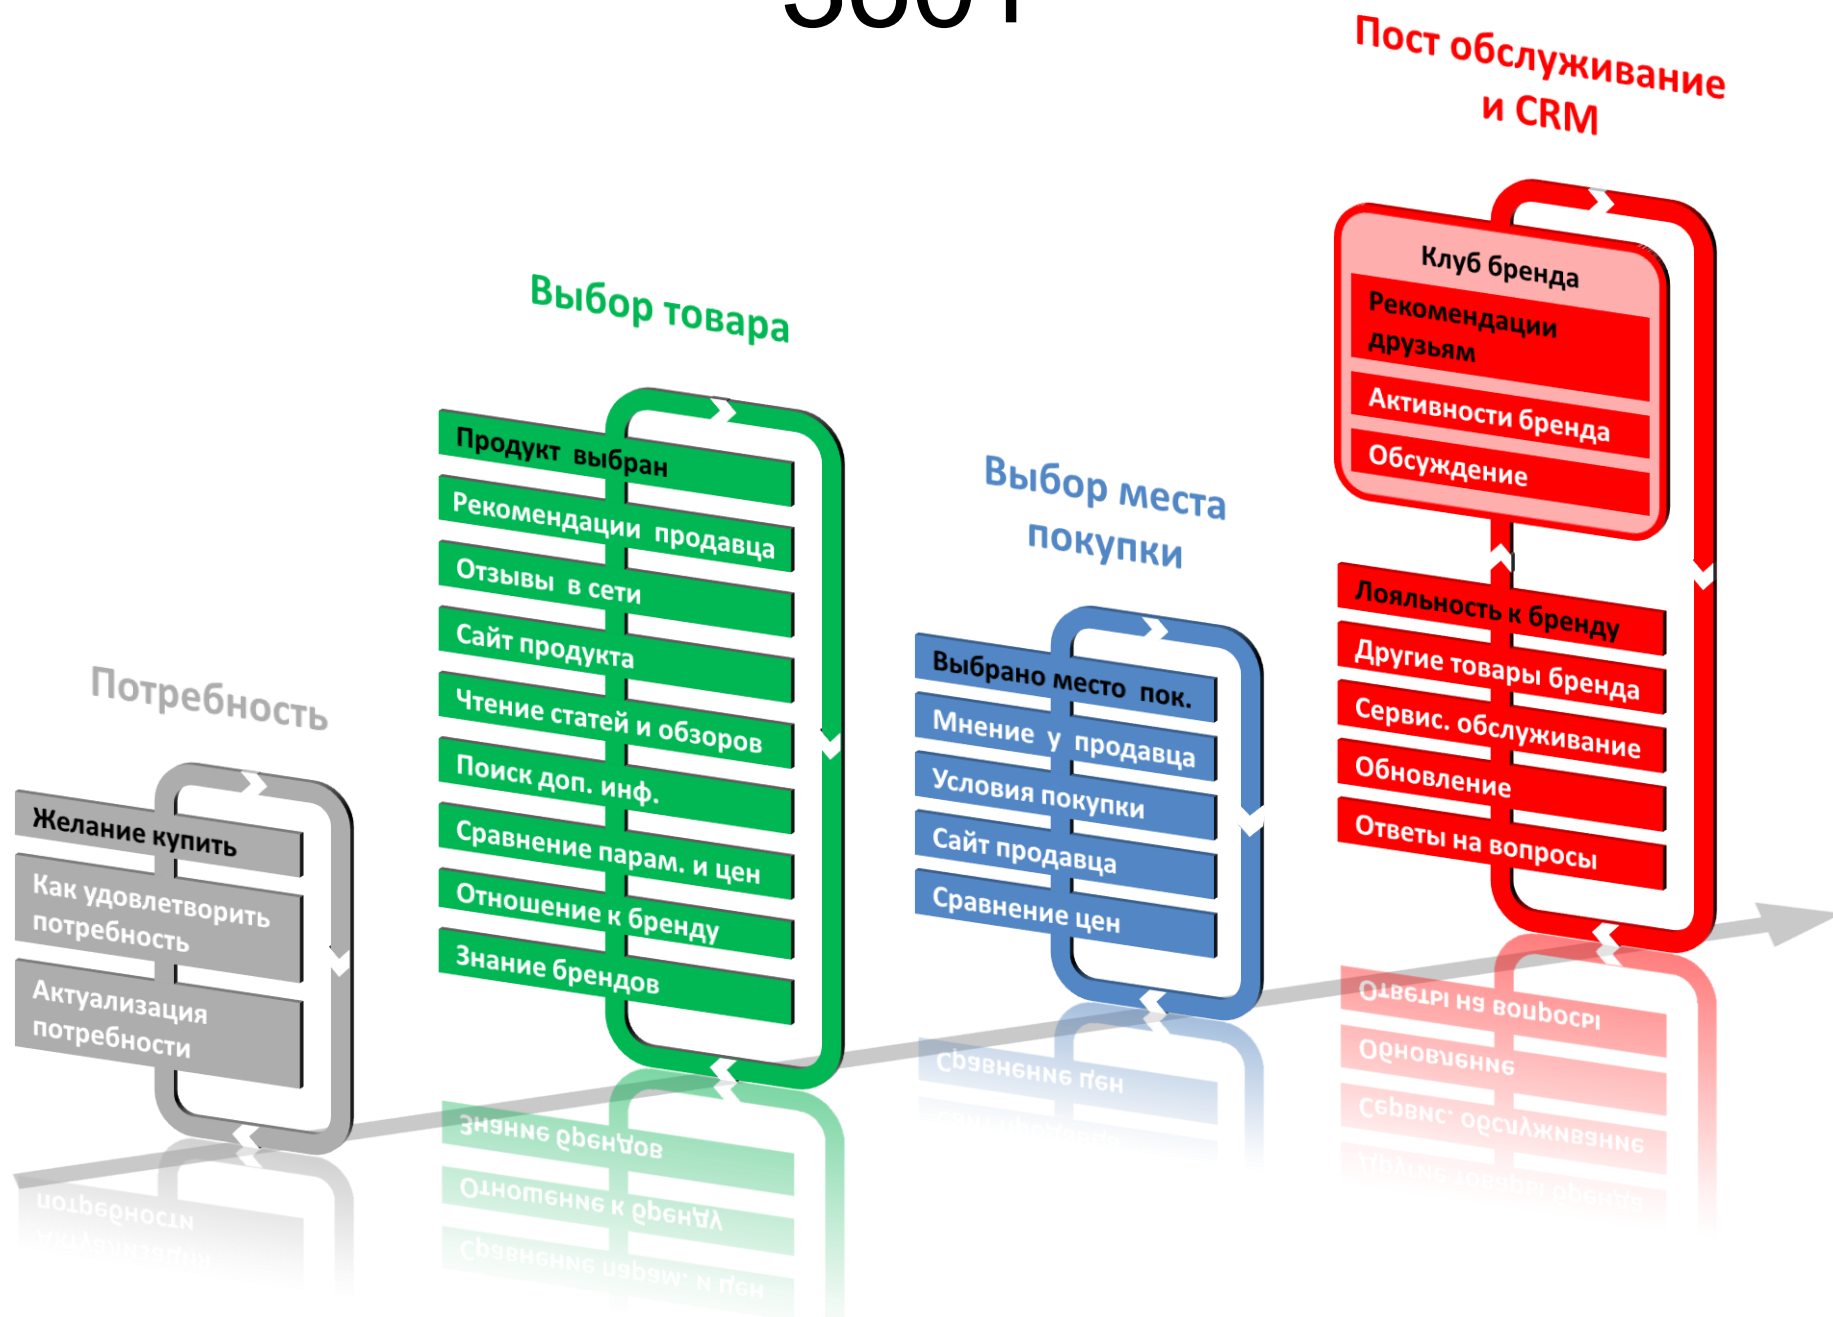 Пост обслуживание
и CRM
Клуб бренда
Рекомендации
друзьям
Активности бренда
Обсуждение
Лояльность к бренду
Другие товары бренда
Сервис. обслуживание
Обновление
Ответы на вопросы
Выбор товара
Продукт выбран
Рекомендации продавца
Отзывы в сети
Сайт продукта
Чтение статей и обзоров
Поиск доп. инф.
Сравнение парам. и цен
Отношение к бренду
Знание брендов
Выбор места
покупки
Выбрано место пок.
Мнение у продавца
Условия покупки
Сайт продавца
Сравнение цен
Потребность
Желание купить
Как удовлетворить
потребность
Актуализация
потребности